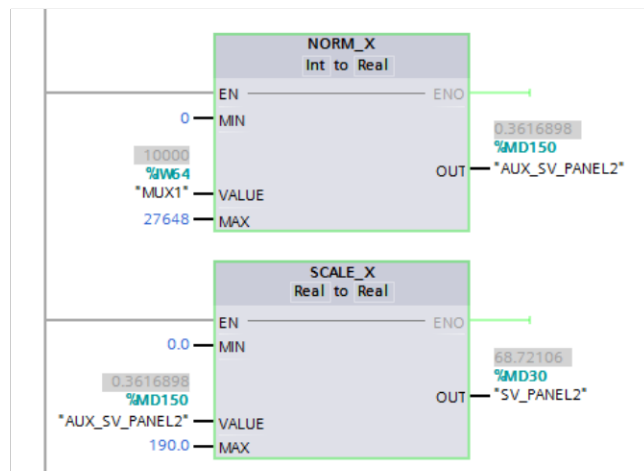 NORM_X
Int to Real
EN
ENO
0
MIN
10000
%IW64
"MUX1"
VALUE
27648
MAX
0.3616898
%MD150
OUT
"AUX_SV_PANEL2"
SCALE_X
Real to Real
EN
ENO
0.0
MIN
0.3616898
%MD150
"AUX_SV_PANEL2"
VALUE
190.0
MAX
68.72106
%MD30
OUT
"SV_PANEL2"